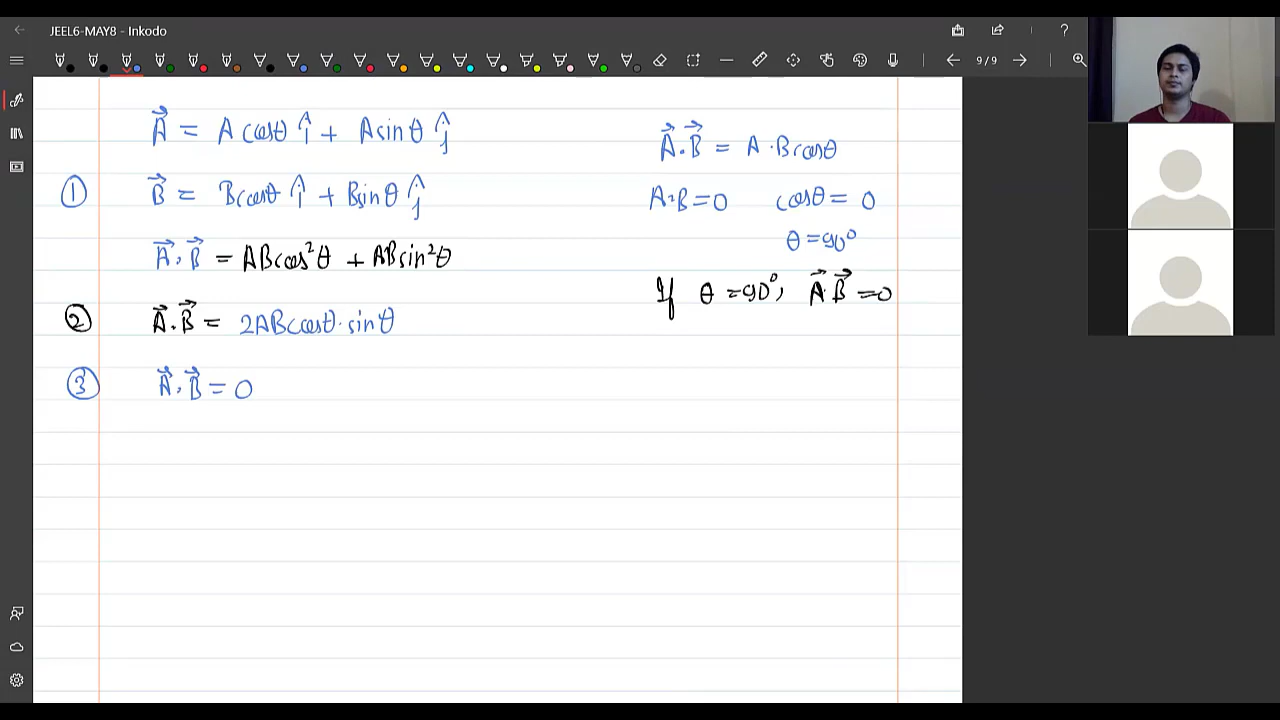 JEEL6-MAY8 - Inkodo
9/9
A⃗ = A cosθ î + A sinθ ĵ
① B⃗ = B cosθ î + B sinθ ĵ
A⃗ . B⃗ = AB cos²θ + AB sin²θ
② A⃗ . B⃗ = 2AB cosθ · sinθ
③ A⃗ . B⃗ = 0
A⃗ . B⃗ = A · B cosθ
A·B = 0 cosθ = 0
θ = 90°
If θ = 90°, A⃗ · B⃗ = 0